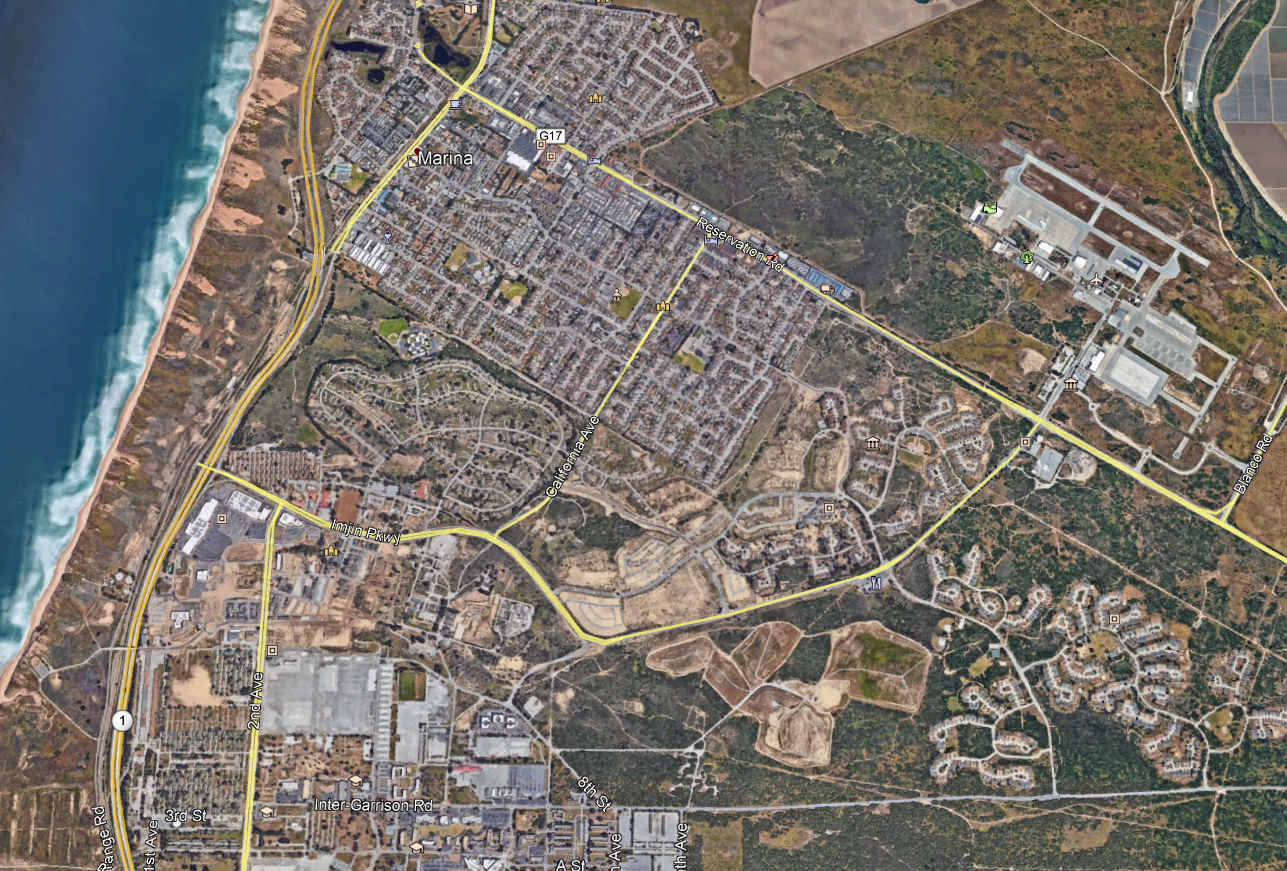 G17
Marina
Reservation Rd
California Ave
Blanco Rd
Imjin Pkwy
2nd Ave
1
8th St
Inter-Garrison Rd
3rd St
Range Rd
1st Ave
Ave
A St